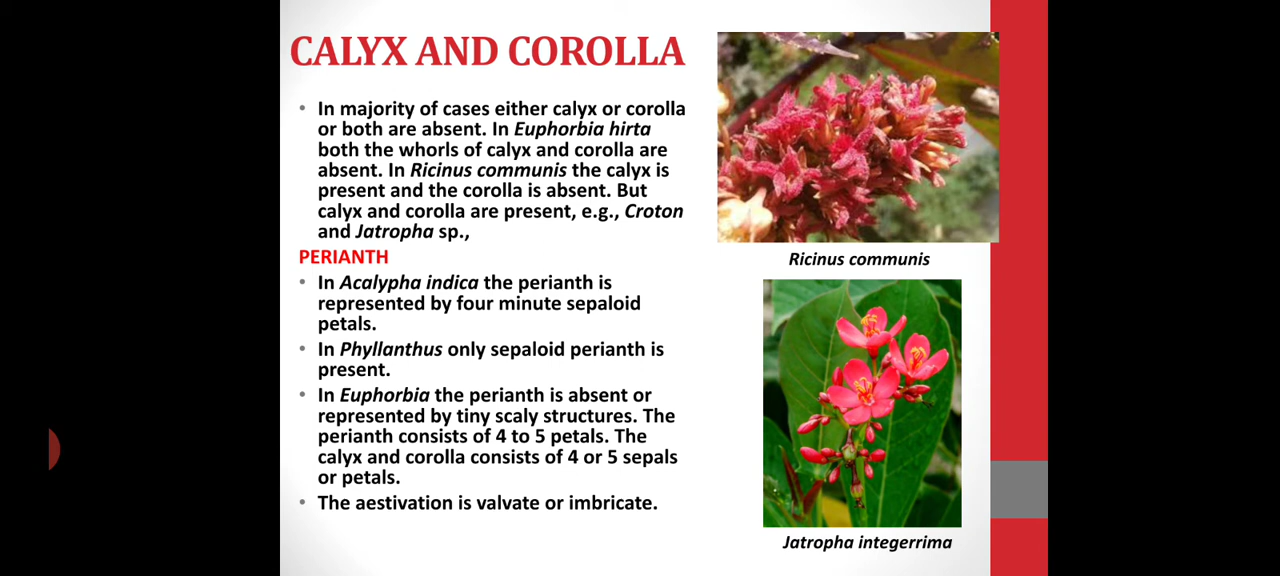 CALYX AND COROLLA
• In majority of cases either calyx or corolla
or both are absent. In Euphorbia hirta
both the whorls of calyx and corolla are
absent. In Ricinus communis the calyx is
present and the corolla is absent. But
calyx and corolla are present, e.g., Croton
and Jatropha sp.,
PERIANTH
• In Acalypha indica the perianth is
represented by four minute sepaloid
petals.
• In Phyllanthus only sepaloid perianth is
present.
• In Euphorbia the perianth is absent or
represented by tiny scaly structures. The
perianth consists of 4 to 5 petals. The
calyx and corolla consists of 4 or 5 sepals
or petals.
• The aestivation is valvate or imbricate.
Ricinus communis
Jatropha integerrima